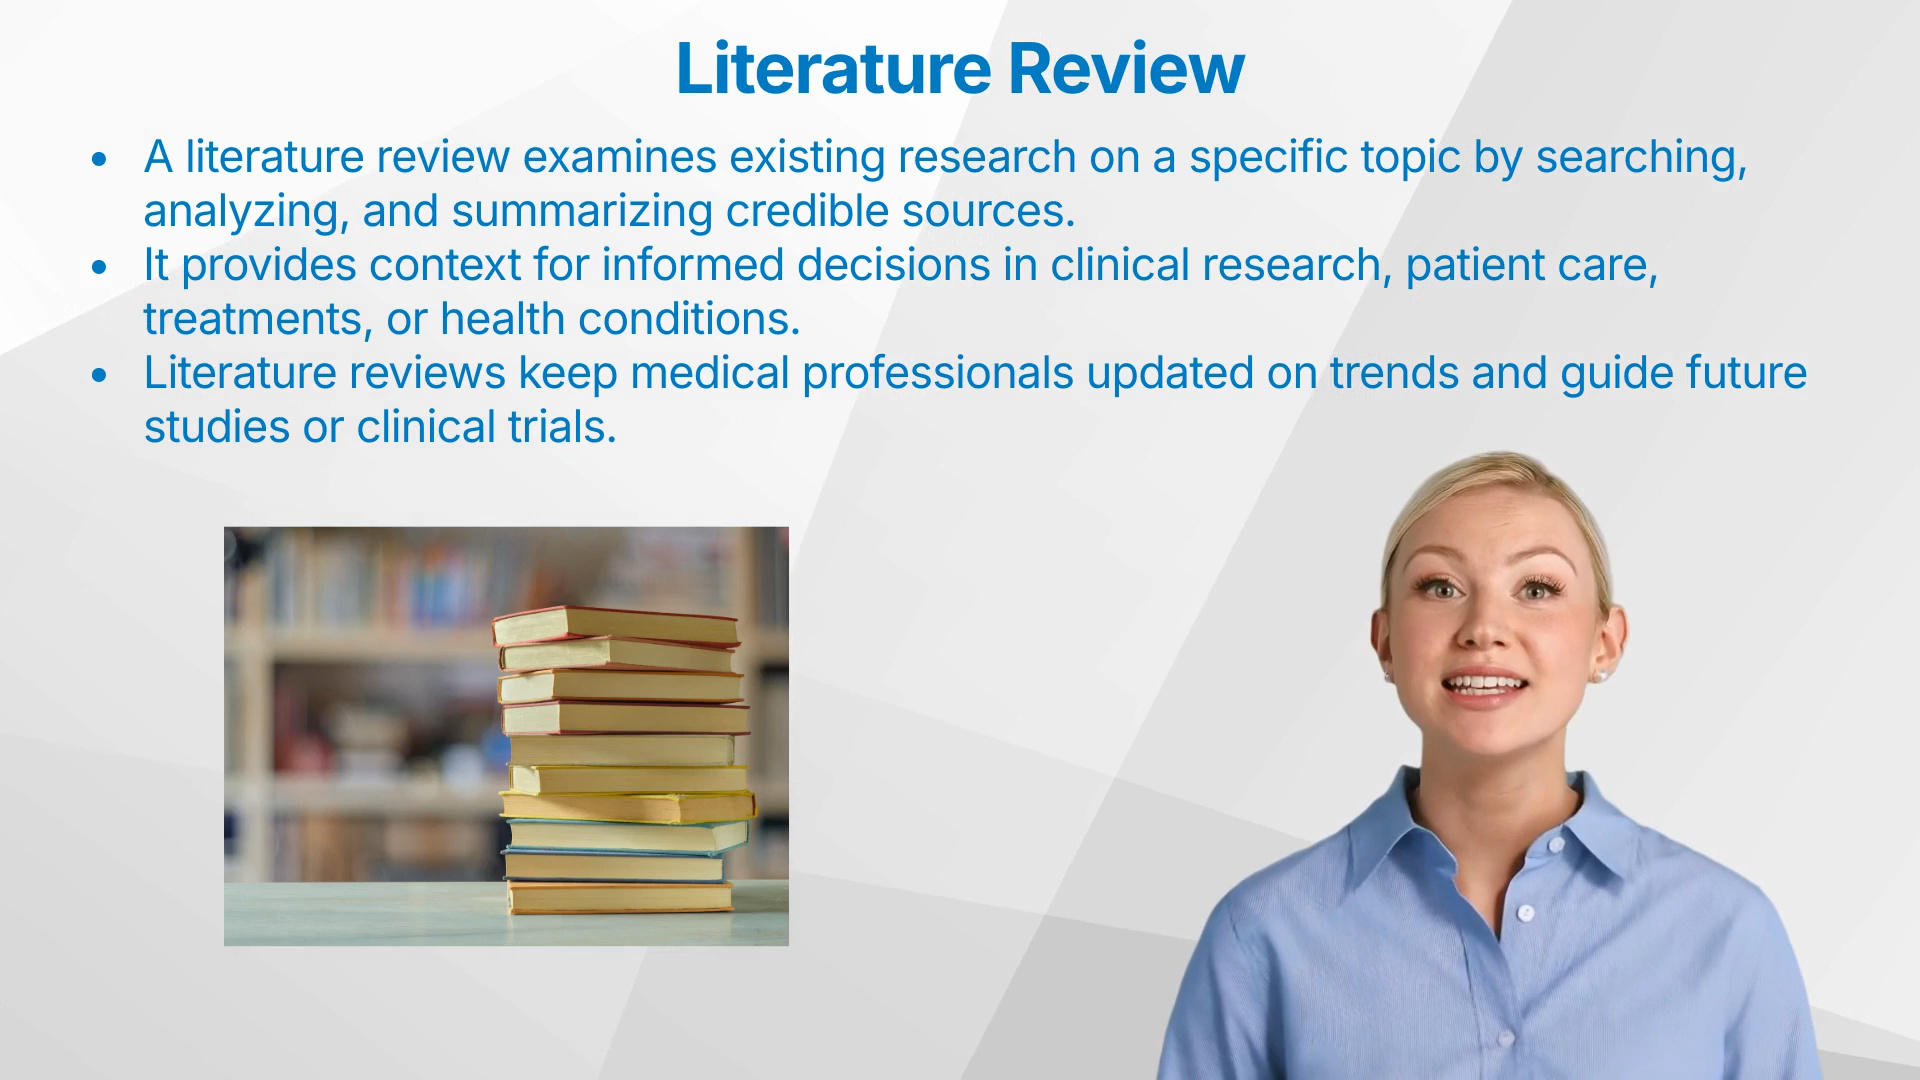 Literature Review
• A literature review examines existing research on a specific topic by searching,
analyzing, and summarizing credible sources.
• It provides context for informed decisions in clinical research, patient care,
treatments, or health conditions.
• Literature reviews keep medical professionals updated on trends and guide future
studies or clinical trials.